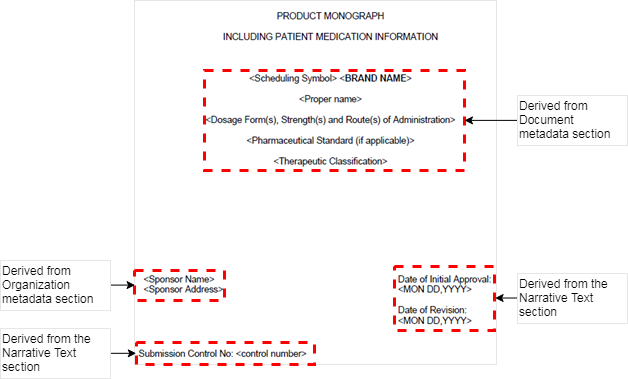 PRODUCT MONOGRAPH
INCLUDING PATIENT MEDICATION INFORMATION
<Scheduling Symbol> <BRAND NAME>
<Proper name>
<Dosage Form(s), Strength(s) and Route(s) of Administration>
<Pharmaceutical Standard (if applicable)>
<Therapeutic Classification>
Derived from
Document
metadata section
Derived from
Organization
metadata section
<Sponsor Name>
<Sponsor Address>
Date of Initial Approval:
<MON DD,YYYY>
Date of Revision:
<MON DD,YYYY>
Derived from the
Narrative Text
section
Derived from the
Narrative Text
section
Submission Control No: <control number>